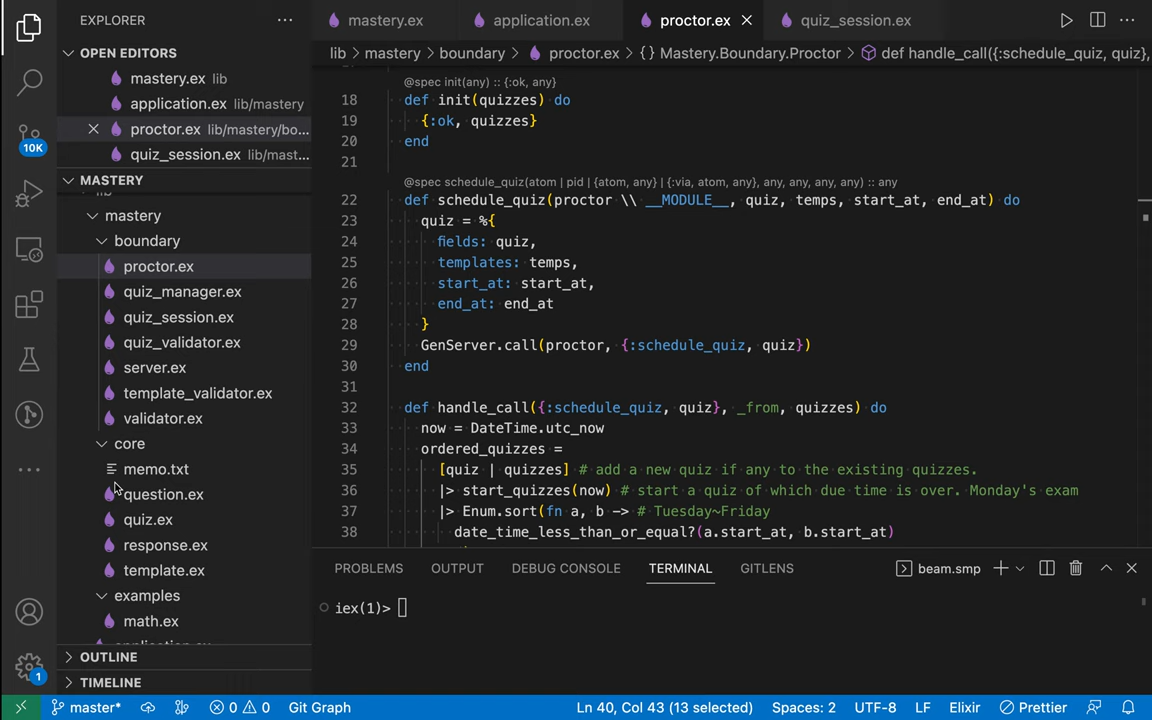 EXPLORER
OPEN EDITORS
mastery.ex lib
application.ex lib/mastery
proctor.ex lib/mastery/bo...
quiz_session.ex lib/mast...
MASTERY
mastery
boundary
proctor.ex
quiz_manager.ex
quiz_session.ex
quiz_validator.ex
server.ex
template_validator.ex
validator.ex
core
memo.txt
question.ex
quiz.ex
response.ex
template.ex
examples
math.ex
OUTLINE
TIMELINE
10K
1
mastery.ex application.ex proctor.ex quiz_session.ex
lib > mastery > boundary > proctor.ex > {} Mastery.Boundary.Proctor > def handle_call({:schedule_quiz, quiz},
@spec init(any) :: {:ok, any}
18 def init(quizzes) do
19 {:ok, quizzes}
20 end
21
@spec schedule_quiz(atom | pid | {atom, any} | {:via, atom, any}, any, any, any, any) :: any
22 def schedule_quiz(proctor \\ __MODULE__, quiz, temps, start_at, end_at) do
23 quiz = %{
24 fields: quiz,
25 templates: temps,
26 start_at: start_at,
27 end_at: end_at
28 }
29 GenServer.call(proctor, {:schedule_quiz, quiz})
30 end
31
32 def handle_call({:schedule_quiz, quiz}, _from, quizzes) do
33 now = DateTime.utc_now
34 ordered_quizzes =
35 [quiz | quizzes] # add a new quiz if any to the existing quizzes.
36 |> start_quizzes(now) # start a quiz of which due time is over. Monday's exam
37 |> Enum.sort(fn a, b -> # Tuesday~Friday
38 date_time_less_than_or_equal?(a.start_at, b.start_at)
PROBLEMS OUTPUT DEBUG CONSOLE TERMINAL GITLENS beam.smp
iex(1)>
master* 0 0 Git Graph Ln 40, Col 43 (13 selected) Spaces: 2 UTF-8 LF Elixir Prettier